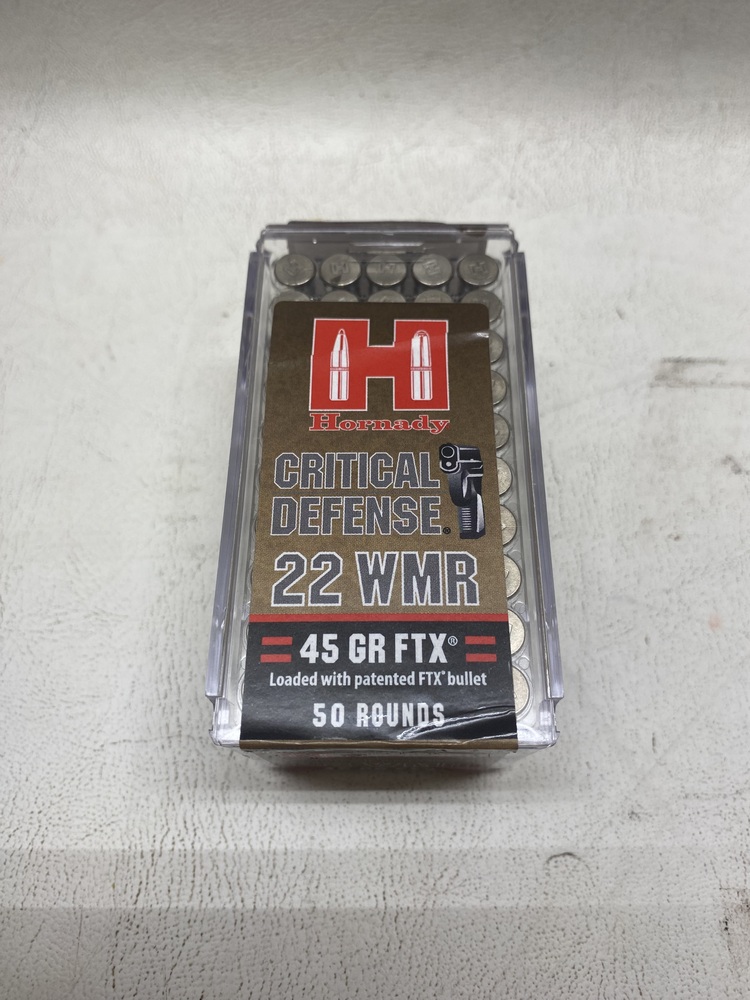 Hornady
CRITICAL
DEFENSE®
22 WMR
45 GR FTX®
Loaded with patented FTX® bullet
50 ROUNDS